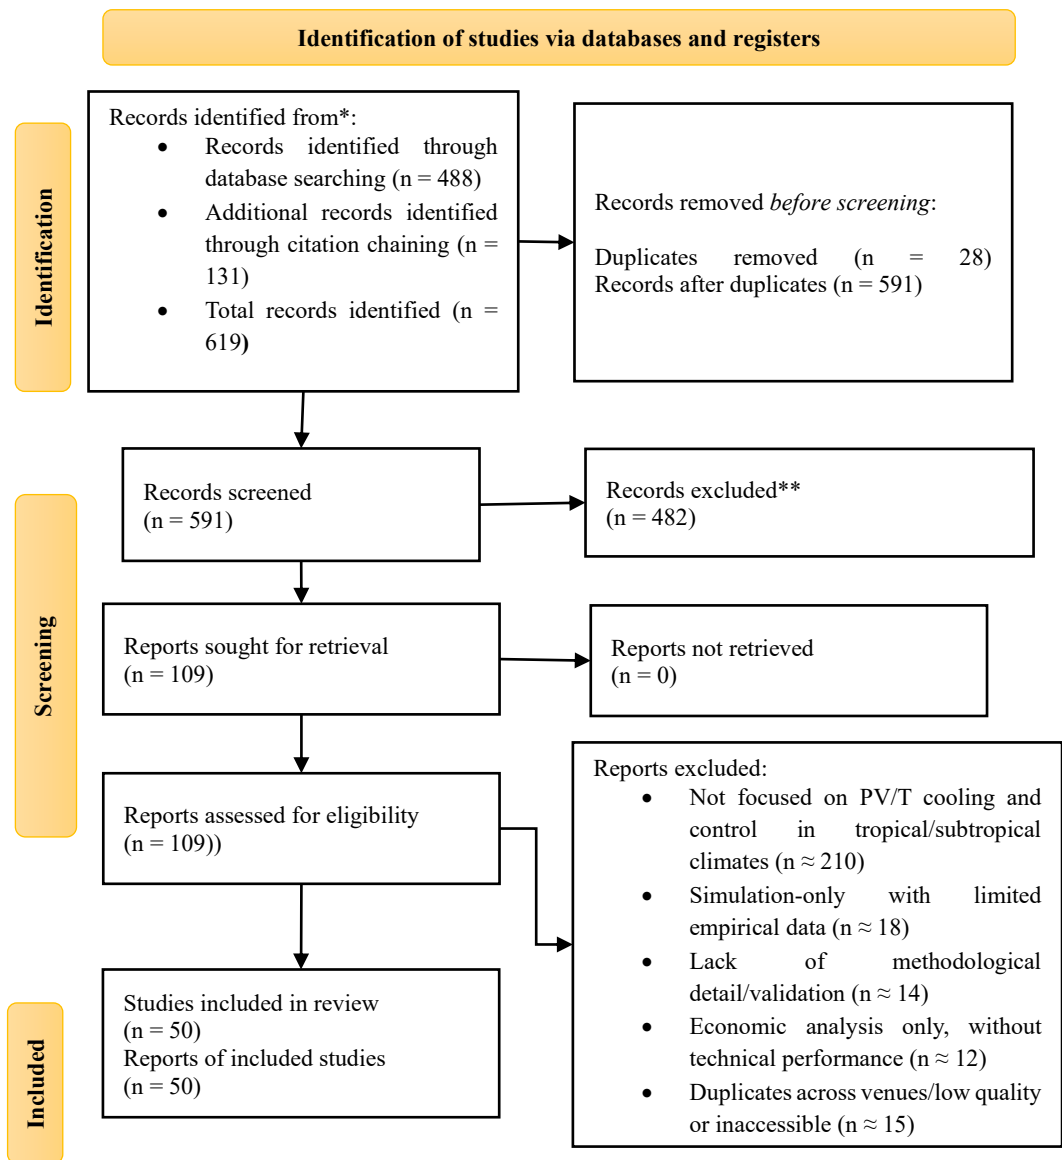 Identification of studies via databases and registers
Identification
Records identified from*:
• Records identified through
database searching (n = 488)
• Additional records identified
through citation chaining (n =
131)
• Total records identified (n =
619)
Records removed before screening:
Duplicates removed (n = 28)
Records after duplicates (n = 591)
Screening
Records screened
(n = 591)
Records excluded**
(n = 482)
Reports sought for retrieval
(n = 109)
Reports not retrieved
(n = 0)
Reports assessed for eligibility
(n = 109))
Reports excluded:
• Not focused on PV/T cooling and
control in tropical/subtropical
climates (n ≈ 210)
• Simulation-only with limited
empirical data (n ≈ 18)
• Lack of methodological
detail/validation (n ≈ 14)
• Economic analysis only, without
technical performance (n ≈ 12)
• Duplicates across venues/low quality
or inaccessible (n ≈ 15)
Included
Studies included in review
(n = 50)
Reports of included studies
(n = 50)